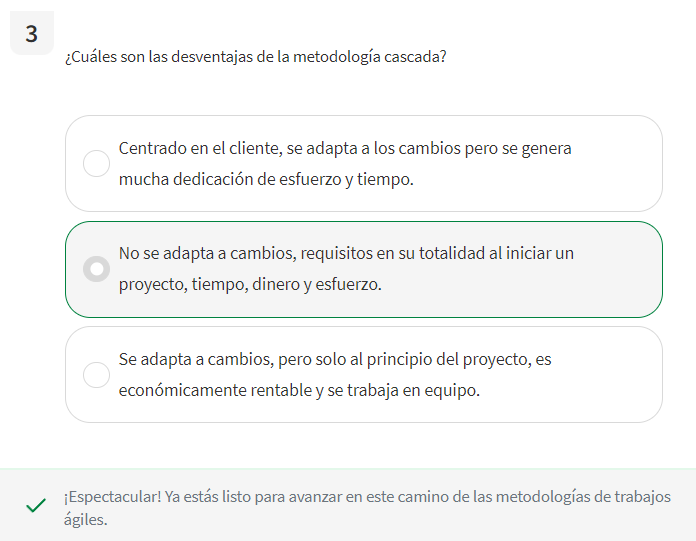 3
¿Cuáles son las desventajas de la metodología cascada?
Centrado en el cliente, se adapta a los cambios pero se genera
mucha dedicación de esfuerzo y tiempo.
No se adapta a cambios, requisitos en su totalidad al iniciar un
proyecto, tiempo, dinero y esfuerzo.
Se adapta a cambios, pero solo al principio del proyecto, es
económicamente rentable y se trabaja en equipo.
¡Espectacular! Ya estás listo para avanzar en este camino de las metodologías de trabajos
ágiles.